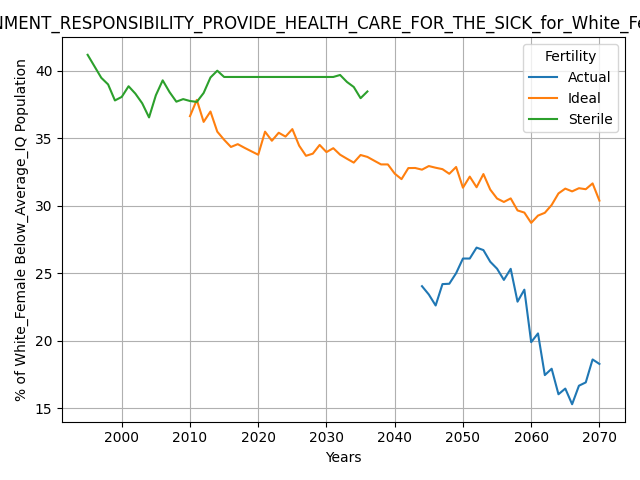 NMENT_RESPONSIBILITY_PROVIDE_HEALTH_CARE_FOR_THE_SICK_for_White_Fe
Fertility
Actual
Ideal
Sterile
% of White_Female Below_Average_IQ Population
40
35
30
25
20
15
2000 2010 2020 2030 2040 2050 2060 2070
Years